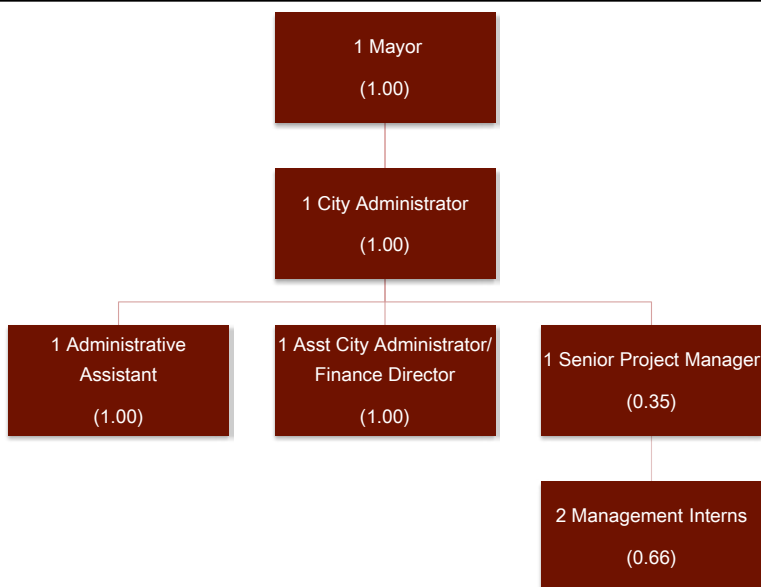 1 Mayor
(1.00)
1 City Administrator
(1.00)
1 Administrative
Assistant
(1.00)
1 Asst City Administrator/
Finance Director
(1.00)
1 Senior Project Manager
(0.35)
2 Management Interns
(0.66)